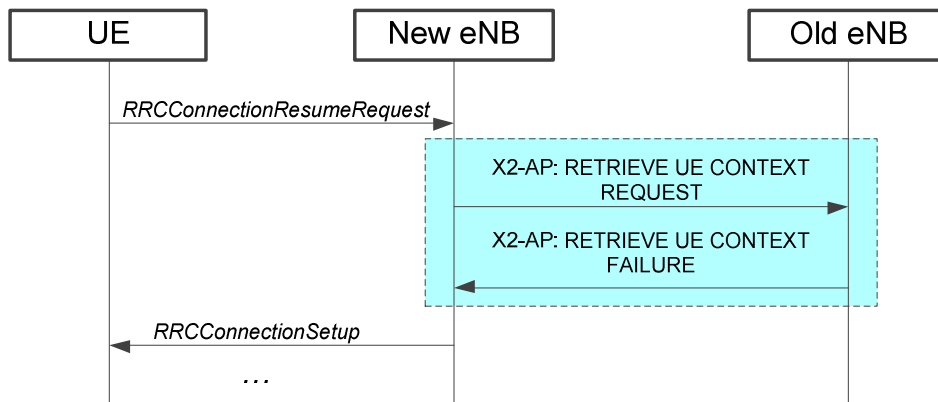 UE
New eNB
Old eNB
RRCConnectionResumeRequest
X2-AP: RETRIEVE UE CONTEXT
REQUEST
X2-AP: RETRIEVE UE CONTEXT
FAILURE
RRCConnectionSetup
...